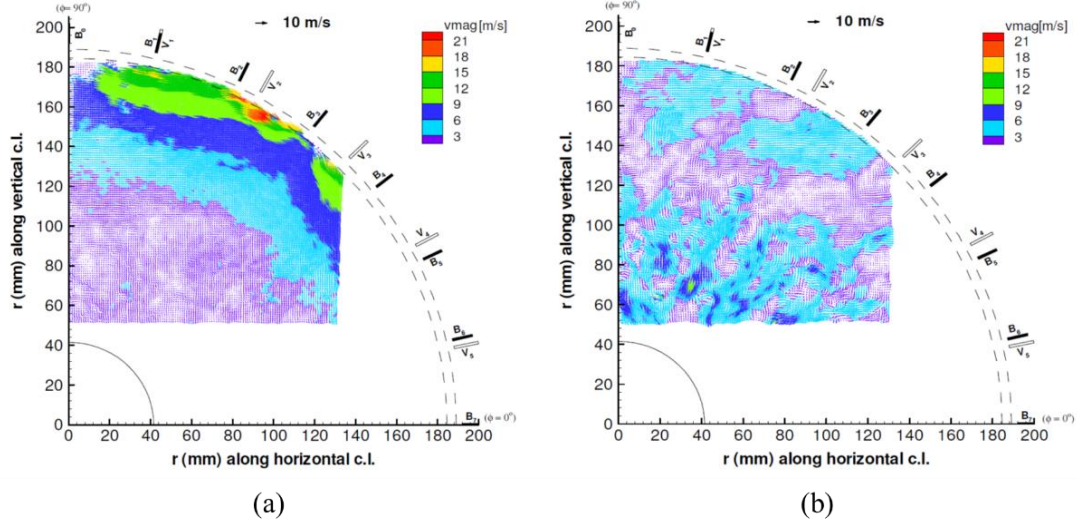 (ϕ = 90°)
10 m/s
vmag[m/s]
21
18
15
12
9
6
3
B₀
B₁
V₁
B₂
V₂
B₃
V₃
B₄
V₄
B₅
B₆
V₅
B₇
(ϕ = 0°)
r (mm) along vertical c.l.
200
180
160
140
120
100
80
60
40
20
0
0 20 40 60 80 100 120 140 160 180 200
r (mm) along horizontal c.l.
(a)
(ϕ = 90°)
10 m/s
vmag[m/s]
21
18
15
12
9
6
3
B₀
B₁
V₁
B₂
V₂
B₃
V₃
B₄
V₄
B₅
B₆
B₇
(ϕ = 0°)
r (mm) along vertical c.l.
200
180
160
140
120
100
80
60
40
20
0
0 20 40 60 80 100 120 140 160 180 200
r (mm) along horizontal c.l.
(b)